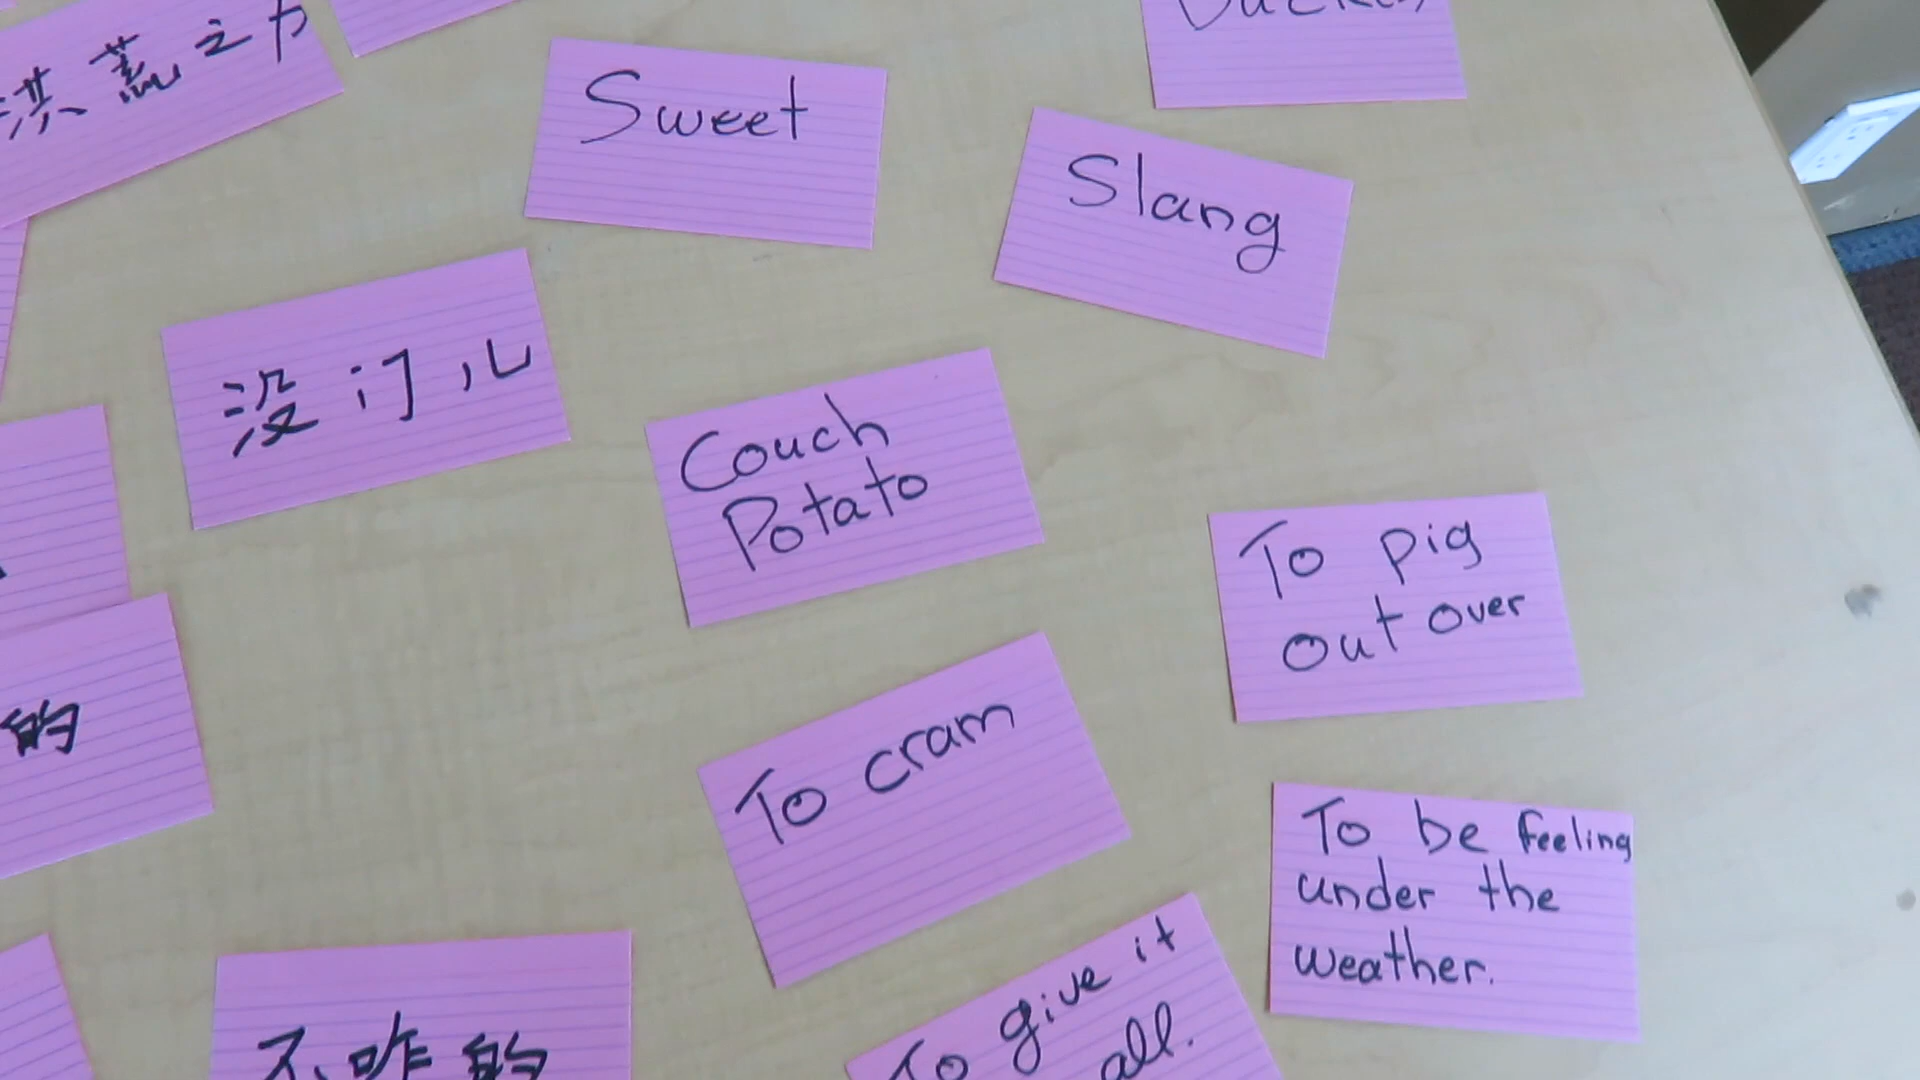 洪荒之力
Sweet
Slang
没门儿
Couch
Potato
To pig
out over
To cram
的
To be feeling
under the
weather.
To give it
all.
不咋的